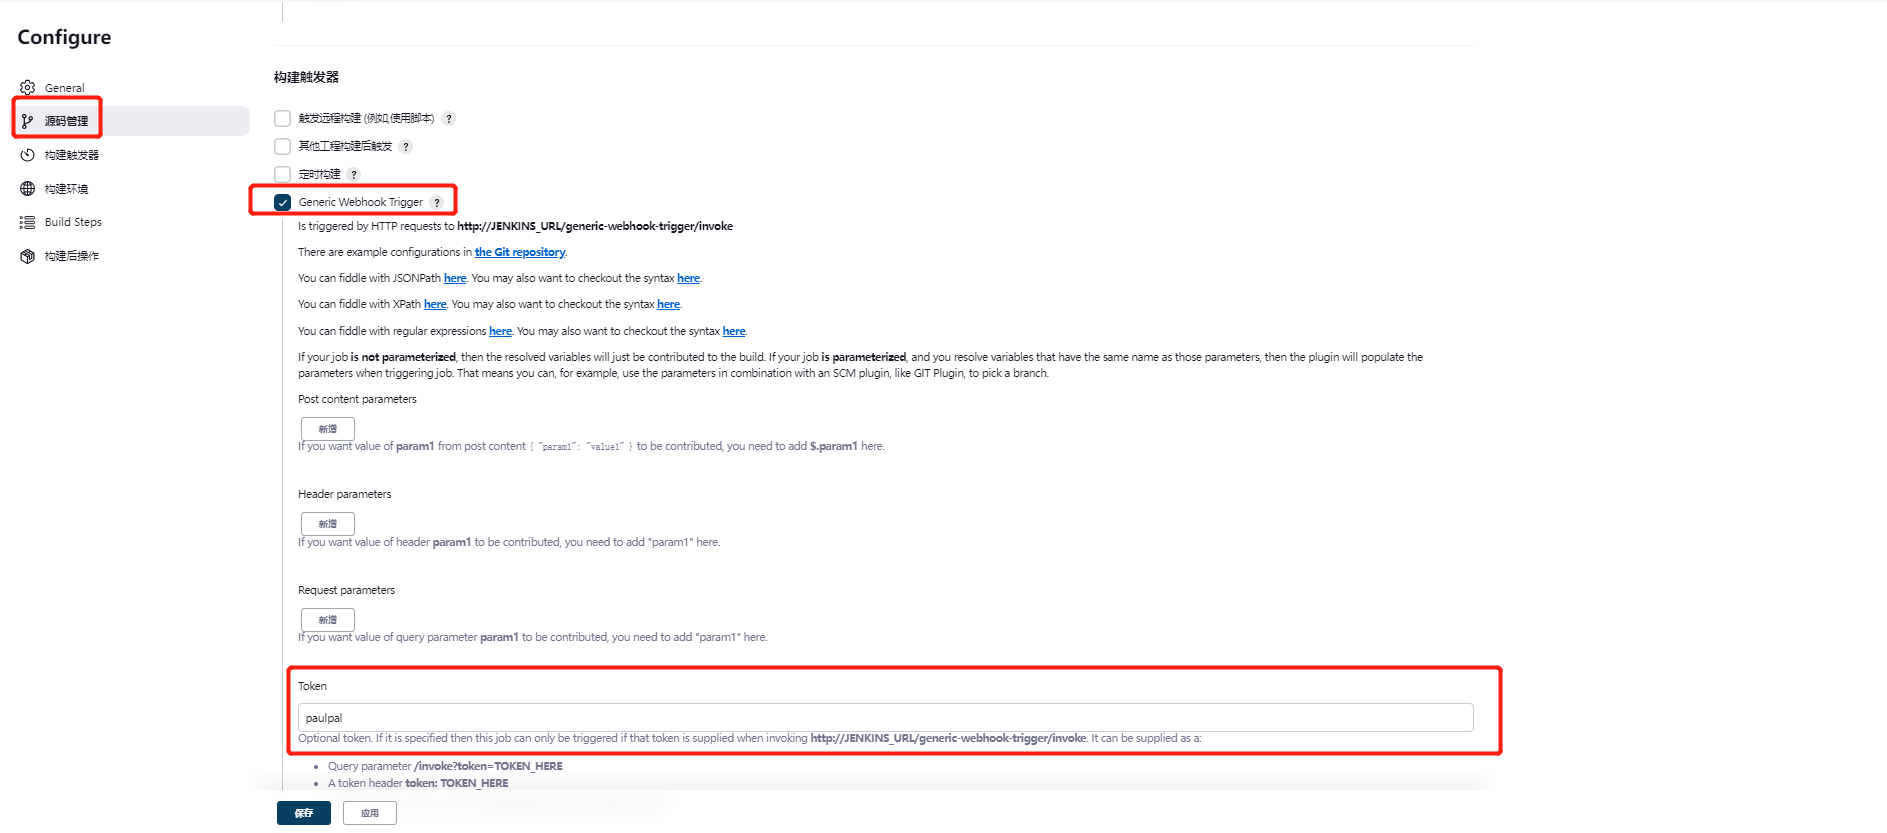 Configure
General
源码管理
构建触发器
构建环境
Build Steps
构建后操作
构建触发器
触发远程构建 (例如,使用脚本) ?
其他工程构建后触发 ?
定时构建 ?
Generic Webhook Trigger ?
Is triggered by HTTP requests to http://JENKINS_URL/generic-webhook-trigger/invoke
There are example configurations in the Git repository.
You can fiddle with JSONPath here. You may also want to checkout the syntax here.
You can fiddle with XPath here. You may also want to checkout the syntax here.
You can fiddle with regular expressions here. You may also want to checkout the syntax here.
If your job is not parameterized, then the resolved variables will just be contributed to the build. If your job is parameterized, and you resolve variables that have the same name as those parameters, then the plugin will populate the
parameters when triggering job. That means you can, for example, use the parameters in combination with an SCM plugin, like GIT Plugin, to pick a branch.
Post content parameters
新增
If you want value of param1 from post content { "param1": "value1" } to be contributed, you need to add $.param1 here.
Header parameters
新增
If you want value of header param1 to be contributed, you need to add "param1" here.
Request parameters
新增
If you want value of query parameter param1 to be contributed, you need to add "param1" here.
Token
paulpal
Optional token. If it is specified then this job can only be triggered if that token is supplied when invoking http://JENKINS_URL/generic-webhook-trigger/invoke. It can be supplied as a:
• Query parameter /invoke?token=TOKEN_HERE
• A token header token: TOKEN_HERE
保存
应用